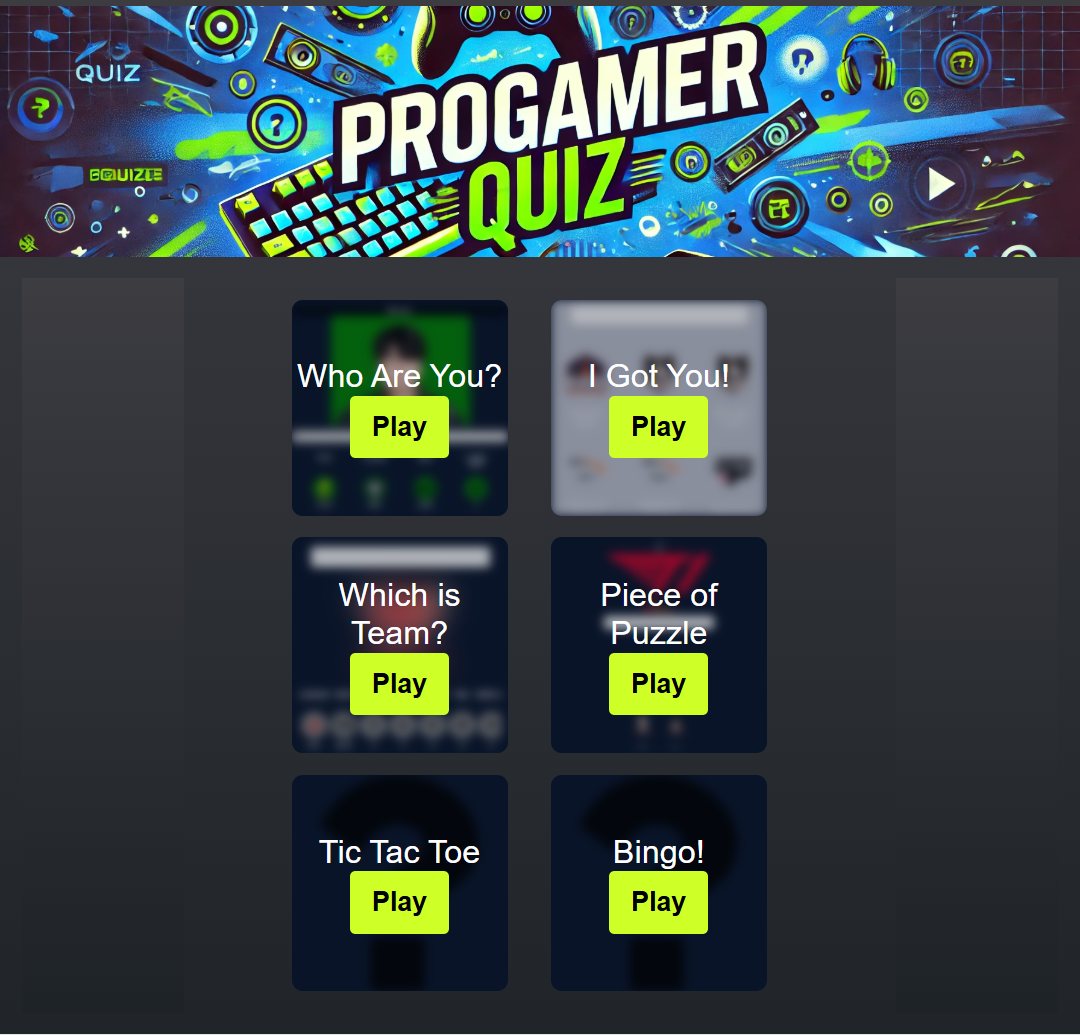 QUIZ
PROGAMER
QUIZ
Who Are You?
Play
I Got You!
Play
Which is
Team?
Play
Piece of
Puzzle
Play
Tic Tac Toe
Play
Bingo!
Play